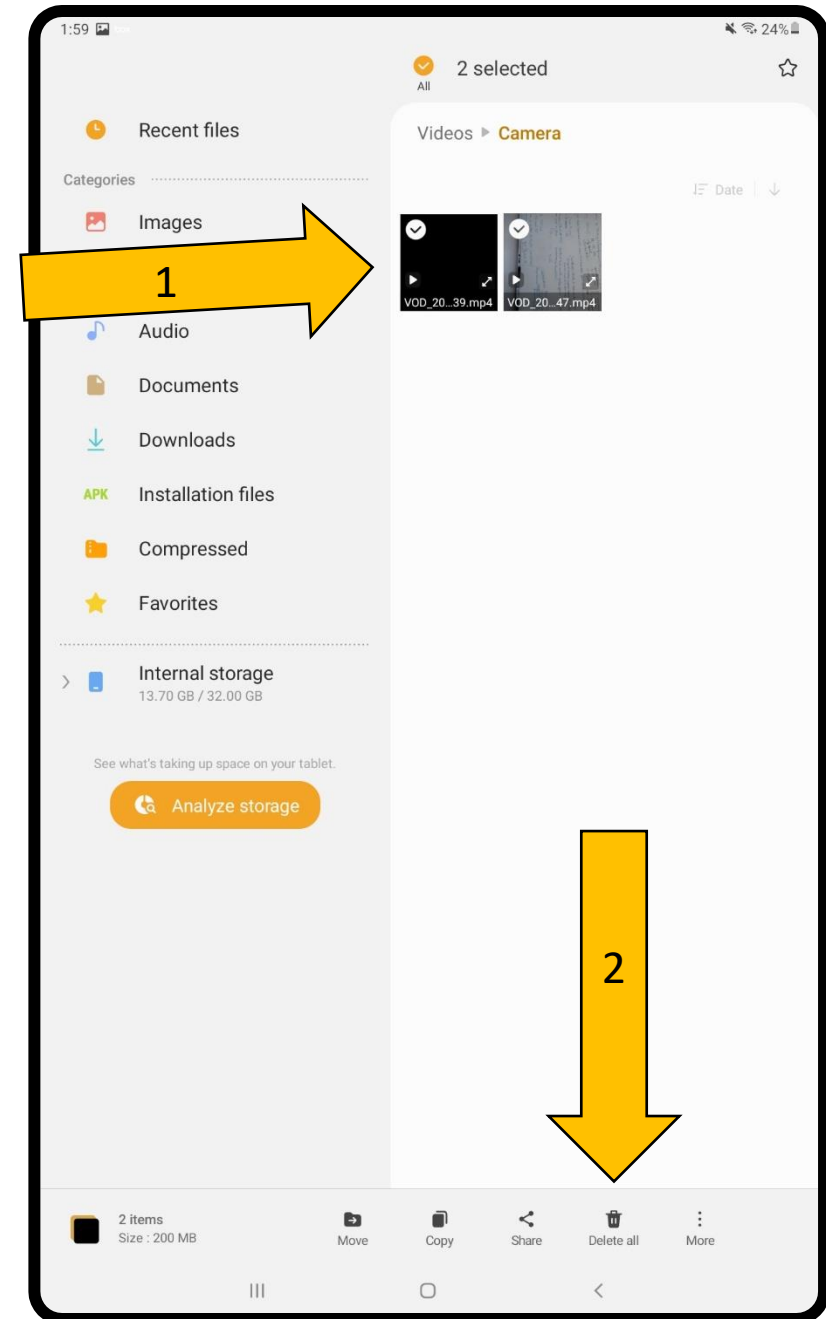 1:59
24%
2 selected
All
Recent files
Videos Camera
Categories
Date
Images
1
VOD_20...39.mp4
VOD_20...47.mp4
Audio
Documents
Downloads
APK Installation files
Compressed
Favorites
Internal storage
13.70 GB / 32.00 GB
See what's taking up space on your tablet.
Analyze storage
2
2 items
Size : 200 MB
Move
Copy
Share
Delete all
More